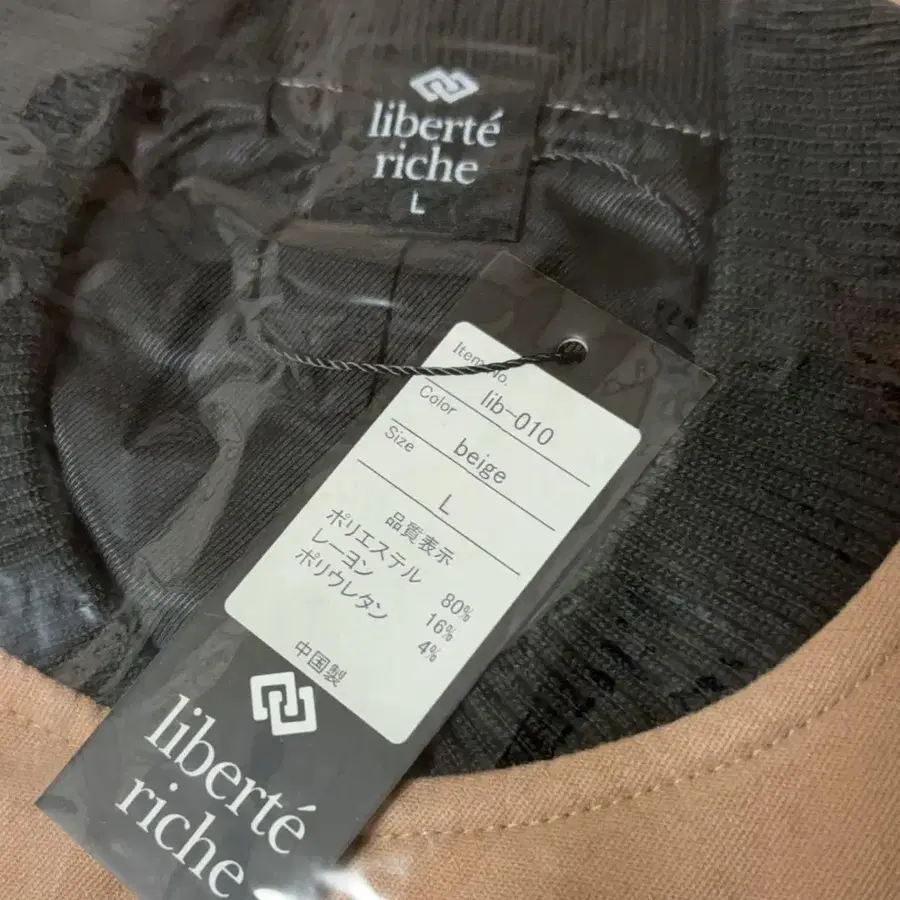 liberté
riche
L
Item No.
lib-010
Color
beige
Size
L
品質表示
ポリエステル 80%
レーヨン 16%
ポリウレタン 4%
中国製
liberté
riche